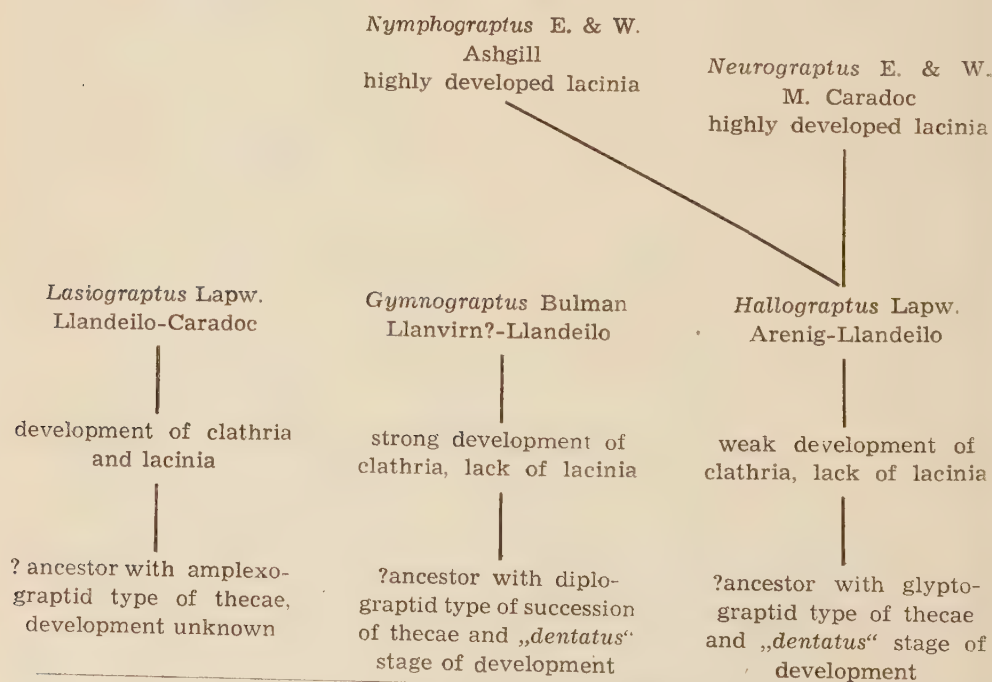 Nymphograptus E. & W.
Ashgill
highly developed lacinia
Neurograptus E. & W.
M. Caradoc
highly developed lacinia
Lasiograptus Lapw.
Llandeilo-Caradoc
Gymnograptus Bulman
Llanvirn?-Llandeilo
Hallograptus Lapw.
Arenig-Llandeilo
development of clathria
and lacinia
strong development of
clathria, lack of lacinia
weak development of
clathria, lack of lacinia
? ancestor with amplexo-
graptid type of thecae,
development unknown
?ancestor with diplo-
graptid type of succession
of thecae and „dentatus“
stage of development
?ancestor with glypto-
graptid type of thecae
and „dentatus“ stage of
development